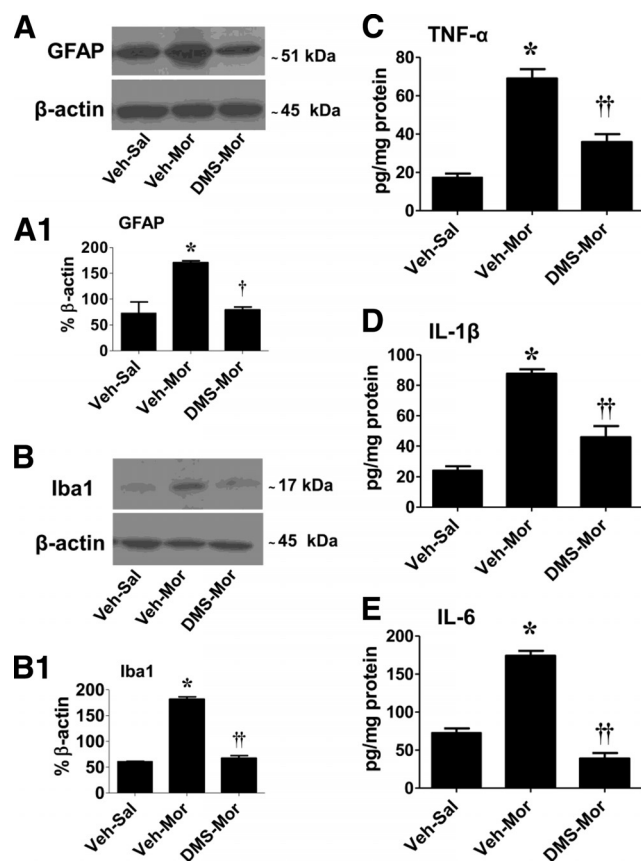 A
GFAP
~ 51 kDa
β-actin
~ 45 kDa
Veh-Sal
Veh-Mor
DMS-Mor
A1
GFAP
% β-actin
200
150
100
50
0
*
†
Veh-Sal
Veh-Mor
DMS-Mor
B
Iba1
~ 17 kDa
β-actin
~ 45 kDa
Veh-Sal
Veh-Mor
DMS-Mor
B1
Iba1
% β-actin
200
150
100
50
0
*
††
Veh-Sal
Veh-Mor
DMS-Mor
C
TNF-α
pg/mg protein
80
60
40
20
0
*
††
Veh-Sal
Veh-Mor
DMS-Mor
D
IL-1β
pg/mg protein
100
80
60
40
20
0
*
††
Veh-Sal
Veh-Mor
DMS-Mor
E
IL-6
pg/mg protein
200
150
100
50
0
*
††
Veh-Sal
Veh-Mor
DMS-Mor